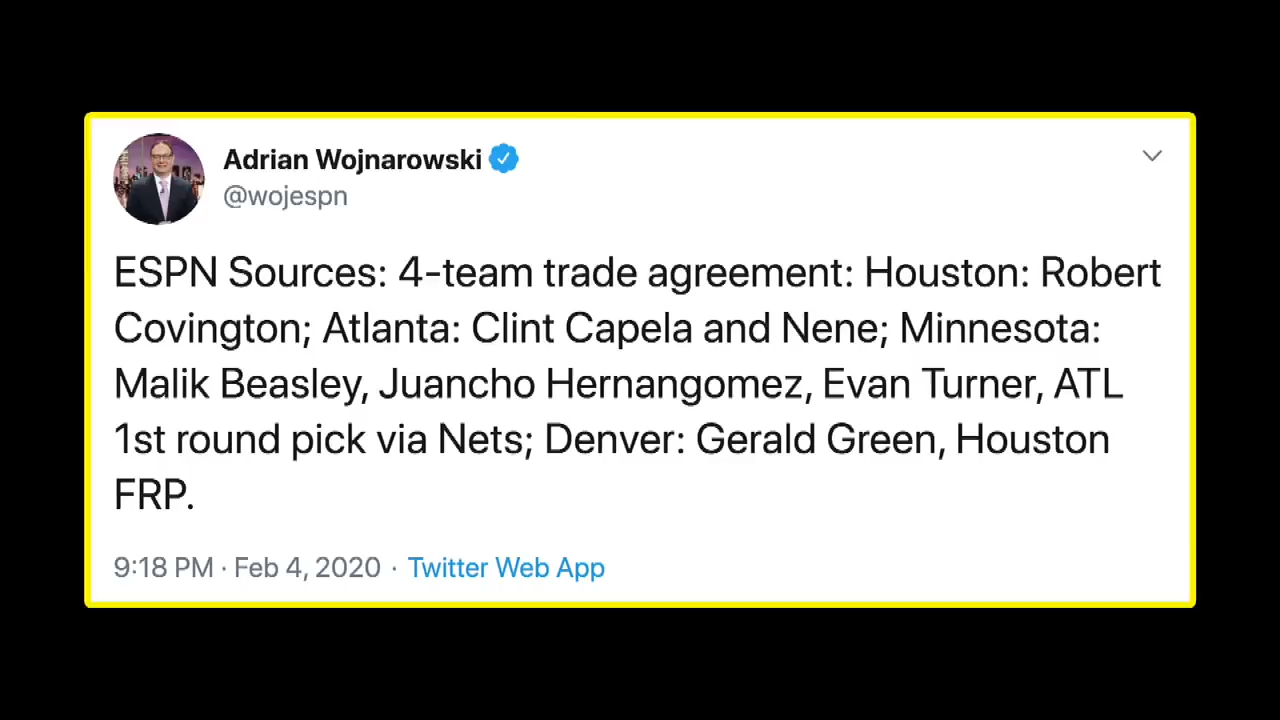 Adrian Wojnarowski
@wojespn
ESPN Sources: 4-team trade agreement: Houston: Robert
Covington; Atlanta: Clint Capela and Nene; Minnesota:
Malik Beasley, Juancho Hernangomez, Evan Turner, ATL
1st round pick via Nets; Denver: Gerald Green, Houston
FRP.
9:18 PM · Feb 4, 2020 · Twitter Web App